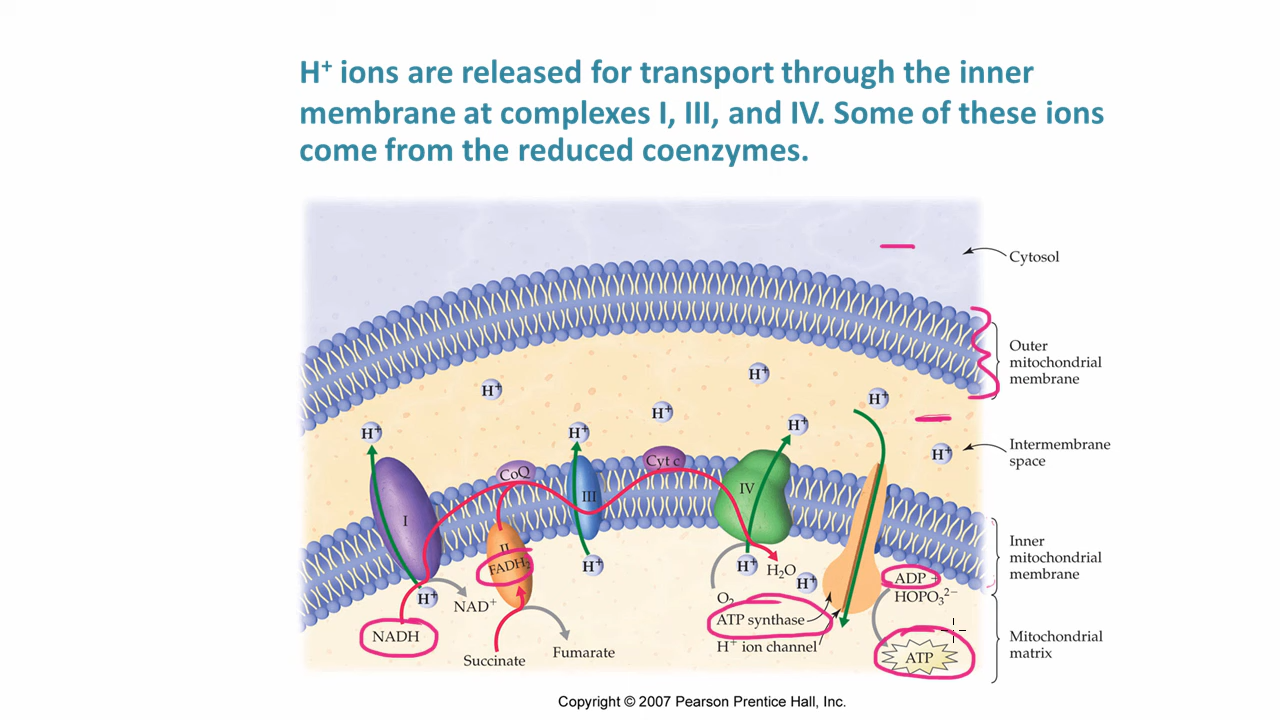 H⁺ ions are released for transport through the inner
membrane at complexes I, III, and IV. Some of these ions
come from the reduced coenzymes.
Cytosol
Outer
mitochondrial
membrane
H⁺
H⁺
H⁺
H⁺
Intermembrane
space
H⁺
H⁺
H⁺
H⁺
CoQ
Cyt c
I
III
IV
II
FADH₂
Inner
mitochondrial
membrane
H⁺
H⁺
H⁺
H⁺
H₂O
NAD⁺
O₂
ADP +
HOPO₃²⁻
ATP synthase
H⁺ ion channel
NADH
Succinate
Fumarate
ATP
Mitochondrial
matrix
Copyright © 2007 Pearson Prentice Hall, Inc.